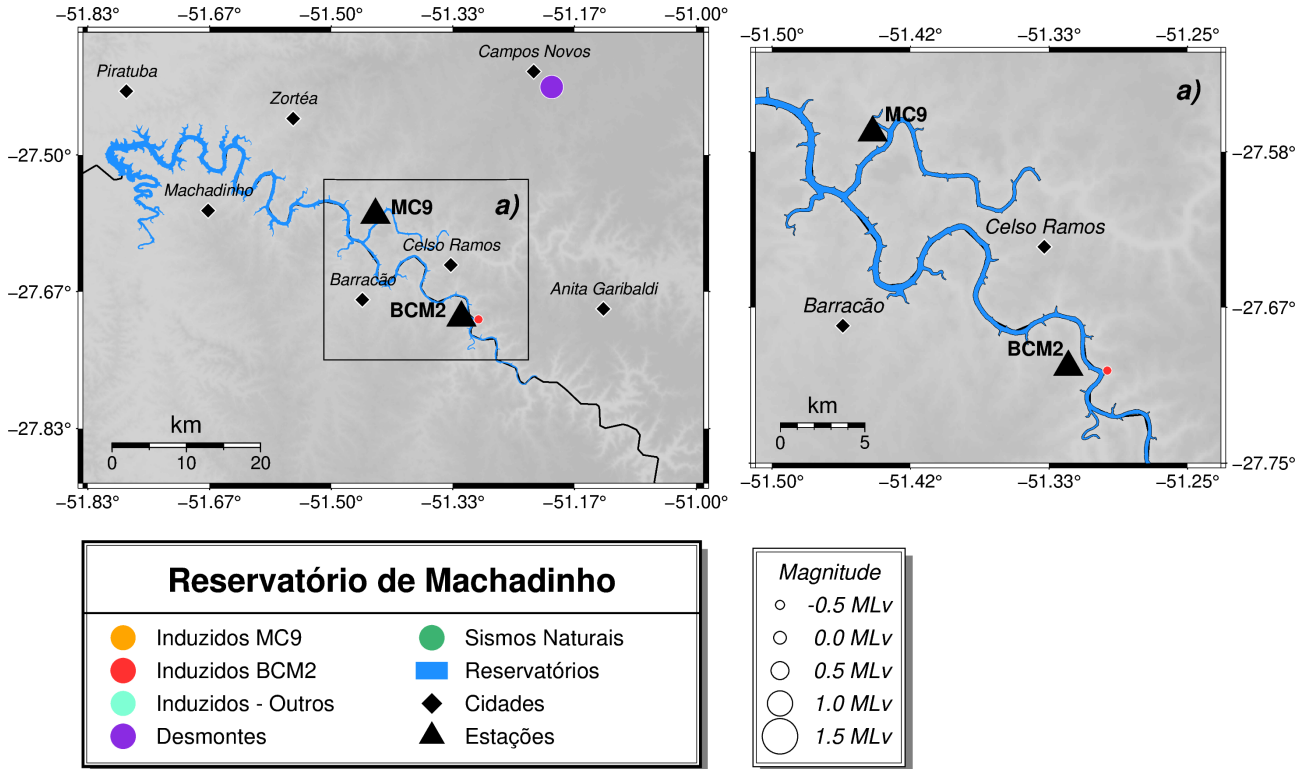 −51.83° −51.67° −51.50° −51.33° −51.17° −51.00°
Campos Novos
Piratuba
Zortéa
−27.50°
Machadinho
a)
MC9
Celso Ramos
Barracão
−27.67°
Anita Garibaldi
BCM2
−27.83°
km
0 10 20
−51.83° −51.67° −51.50° −51.33° −51.17° −51.00°
−51.50° −51.42° −51.33° −51.25°
a)
MC9
−27.58°
Celso Ramos
Barracão
−27.67°
BCM2
km
0 5
−27.75°
−51.50° −51.42° −51.33° −51.25°
Reservatório de Machadinho
Induzidos MC9
Induzidos BCM2
Induzidos - Outros
Desmontes
Sismos Naturais
Reservatórios
Cidades
Estações
Magnitude
-0.5 MLv
0.0 MLv
0.5 MLv
1.0 MLv
1.5 MLv